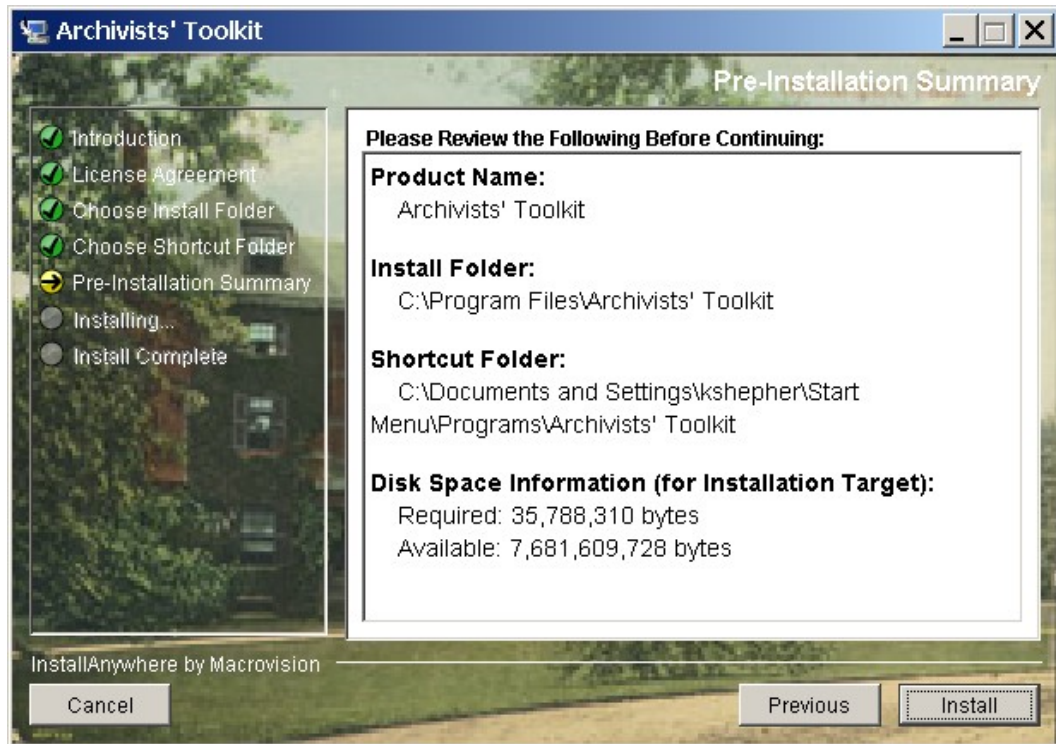 Archivists' Toolkit
Pre-Installation Summary
Introduction
License Agreement
Choose Install Folder
Choose Shortcut Folder
Pre-Installation Summary
Installing...
Install Complete
Please Review the Following Before Continuing:
Product Name:
Archivists' Toolkit
Install Folder:
C:\Program Files\Archivists' Toolkit
Shortcut Folder:
C:\Documents and Settings\kshepher\Start
Menu\Programs\Archivists' Toolkit
Disk Space Information (for Installation Target):
Required: 35,788,310 bytes
Available: 7,681,609,728 bytes
InstallAnywhere by Macrovision
Cancel
Previous
Install